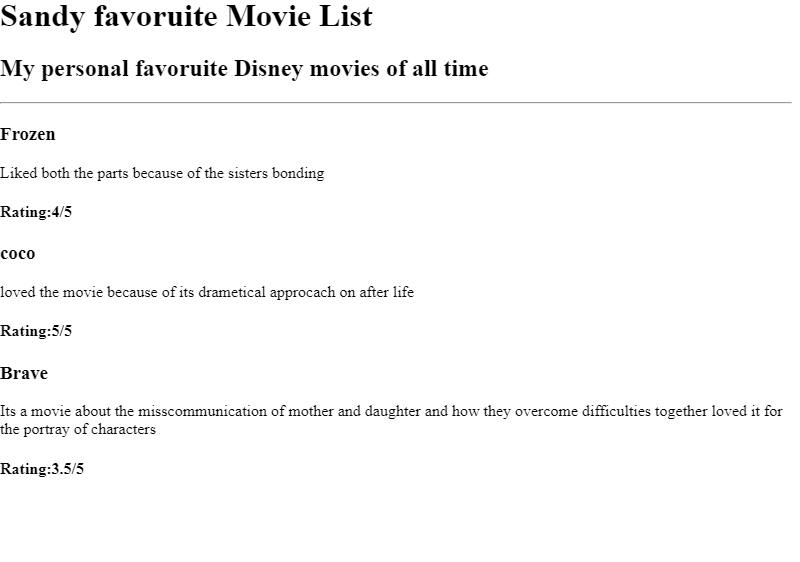 Sandy favoruite Movie List
My personal favoruite Disney movies of all time
Frozen
Liked both the parts because of the sisters bonding
Rating:4/5
coco
loved the movie because of its drametical approcach on after life
Rating:5/5
Brave
Its a movie about the misscommunication of mother and daughter and how they overcome difficulties together loved it for
the portray of characters
Rating:3.5/5